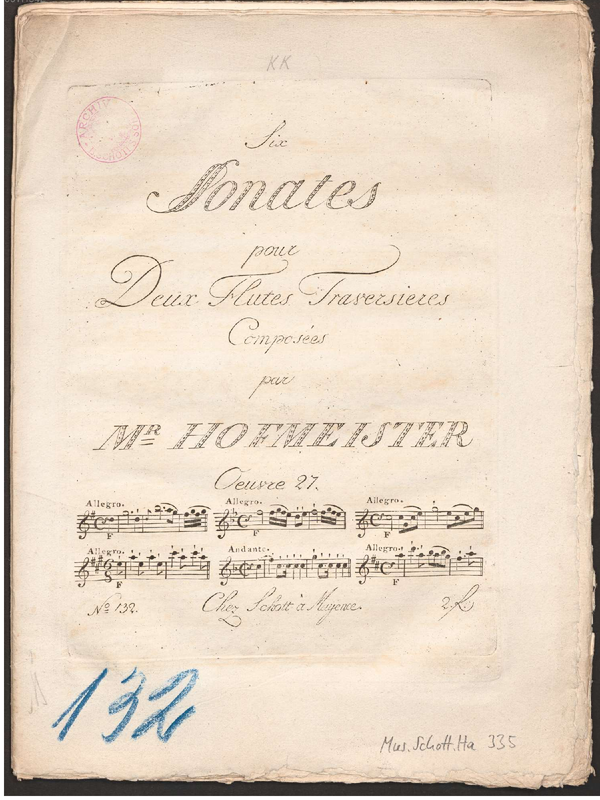 KK
ARCHIV
Six
Sonates
pour
Deux Flutes Traversieres
Composées
par
Mr. HOFMEISTER
Oeuvre 27.
Allegro. Allegro. Allegro.
F F F
Allegro. Andante. Allegro.
F F
No. 132. Chez Schott à Mayence. 2 f.
132
Mus. Schott. Ha 335